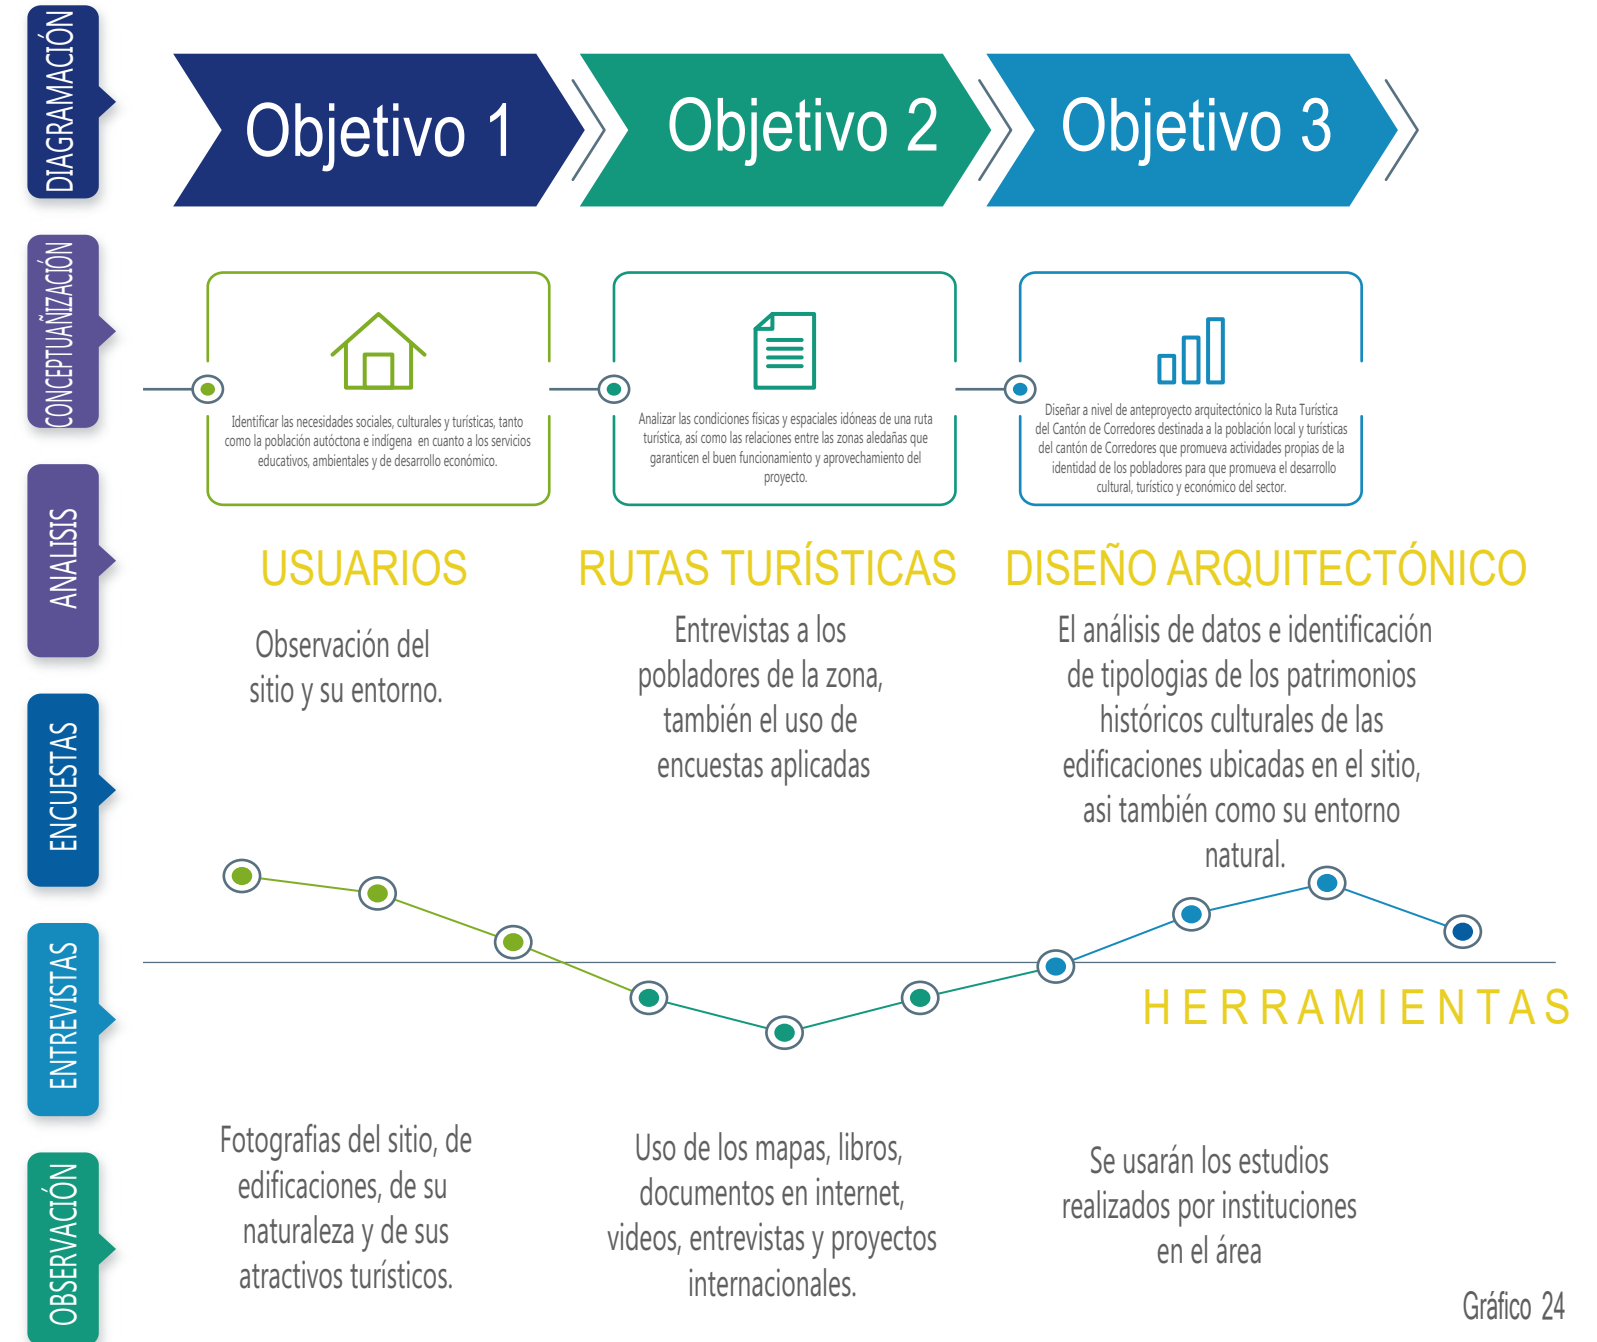 DIAGRAMACIÓN
CONCEPTUAÑIZACIÓN
ANALISIS
ENCUESTAS
ENTREVISTAS
OBSERVACIÓN
Objetivo 1
Objetivo 2
Objetivo 3
Identificar las necesidades sociales, culturales y turísticas, tanto
como la población autóctona e indígena en cuanto a los servicios
educativos, ambientales y de desarrollo económico.
Analizar las condiciones físicas y espaciales idóneas de una ruta
turística, así como las relaciones entre las zonas aledañas que
garanticen el buen funcionamiento y aprovechamiento del
proyecto.
Diseñar a nivel de anteproyecto arquitectónico la Ruta Turística
del Cantón de Corredores destinada a la población local y turísticas
del cantón de Corredores que promueva actividades propias de la
identidad de los pobladores para que promueva el desarrollo
cultural, turístico y económico del sector.
USUARIOS
Observación del
sitio y su entorno.
RUTAS TURÍSTICAS
Entrevistas a los
pobladores de la zona,
también el uso de
encuestas aplicadas
DISEÑO ARQUITECTÓNICO
El análisis de datos e identificación
de tipologias de los patrimonios
históricos culturales de las
edificaciones ubicadas en el sitio,
asi también como su entorno
natural.
HERRAMIENTAS
Fotografias del sitio, de
edificaciones, de su
naturaleza y de sus
atractivos turísticos.
Uso de los mapas, libros,
documentos en internet,
videos, entrevistas y proyectos
internacionales.
Se usarán los estudios
realizados por instituciones
en el área
Gráfico 24